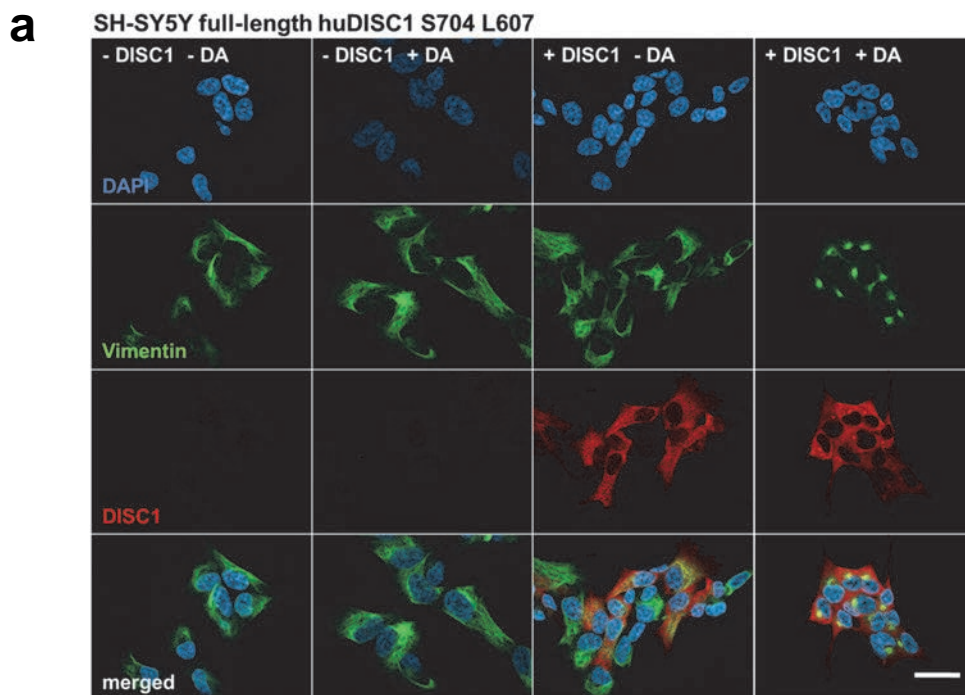 a
SH-SY5Y full-length huDISC1 S704 L607
- DISC1 - DA
- DISC1 + DA
+ DISC1 - DA
+ DISC1 + DA
DAPI
Vimentin
DISC1
merged